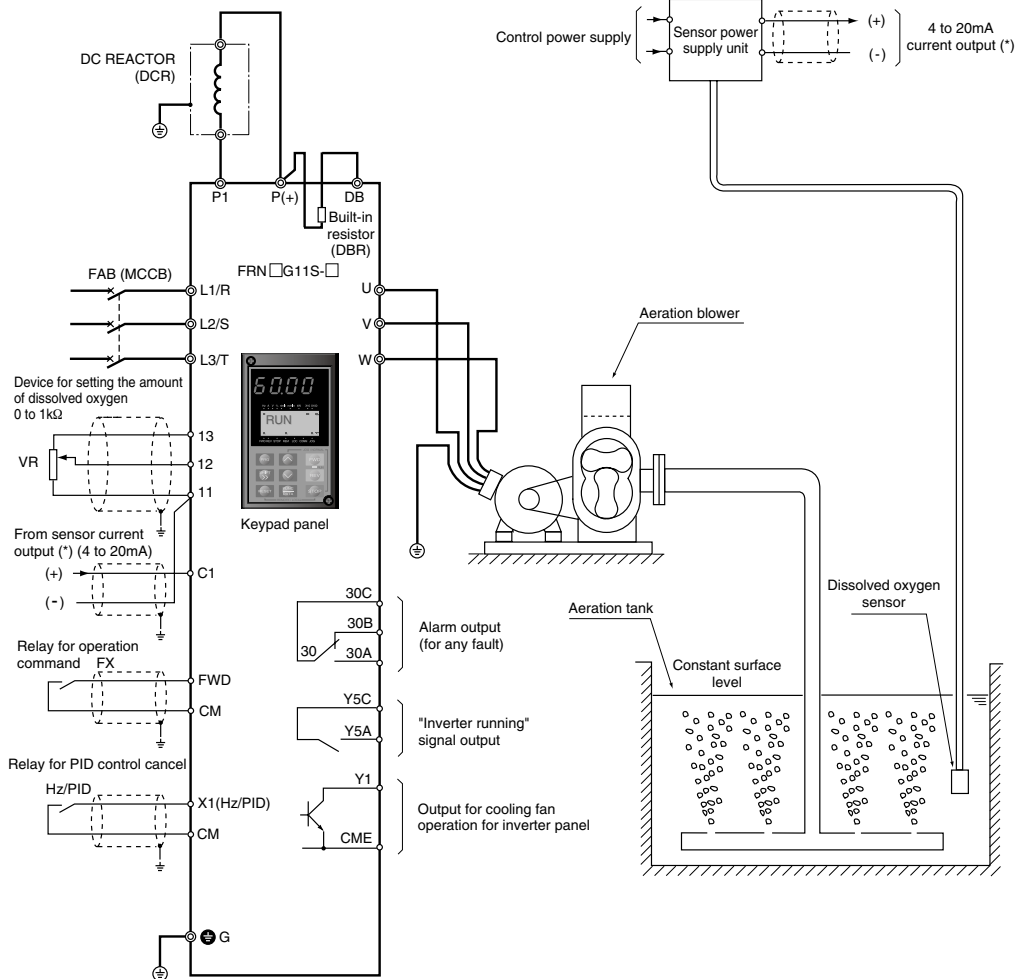 Control power supply
Sensor power
supply unit
(+)
(-)
4 to 20mA
current output (*)
DC REACTOR
(DCR)
P1
P(+)
DB
Built-in
resistor
(DBR)
FRN□G11S-□
FAB (MCCB)
L1/R
L2/S
L3/T
U
V
W
Aeration blower
Device for setting the amount
of dissolved oxygen
0 to 1kΩ
VR
13
12
11
60.00
RUN
Keypad panel
From sensor current
output (*) (4 to 20mA)
(+)
(-)
C1
30C
30B
30
30A
Alarm output
(for any fault)
Relay for operation
command FX
FWD
CM
Y5C
Y5A
"Inverter running"
signal output
Relay for PID control cancel
Hz/PID
X1(Hz/PID)
CM
Y1
CME
Output for cooling fan
operation for inverter panel
G
Aeration tank
Constant surface
level
Dissolved oxygen
sensor